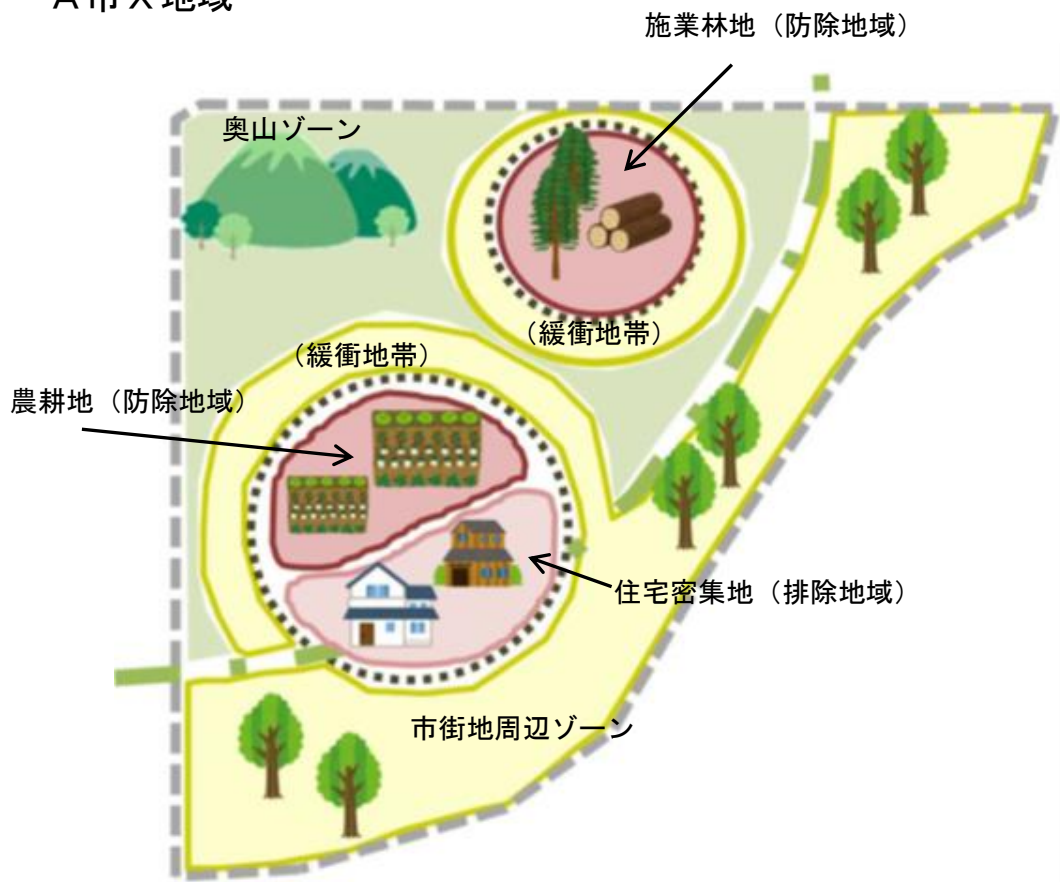 A市X地域
施業林地（防除地域）
奥山ゾーン
（緩衝地帯）
（緩衝地帯）
農耕地（防除地域）
住宅密集地（排除地域）
市街地周辺ゾーン